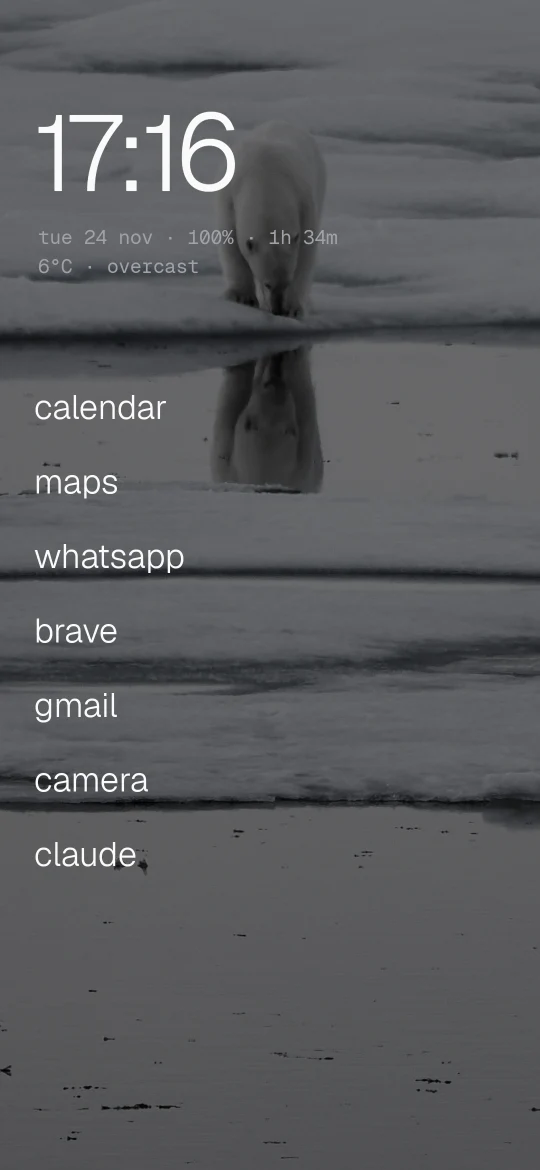 17:16
tue 24 nov · 100% · 1h 34m
6°C · overcast
calendar
maps
whatsapp
brave
gmail
camera
claude